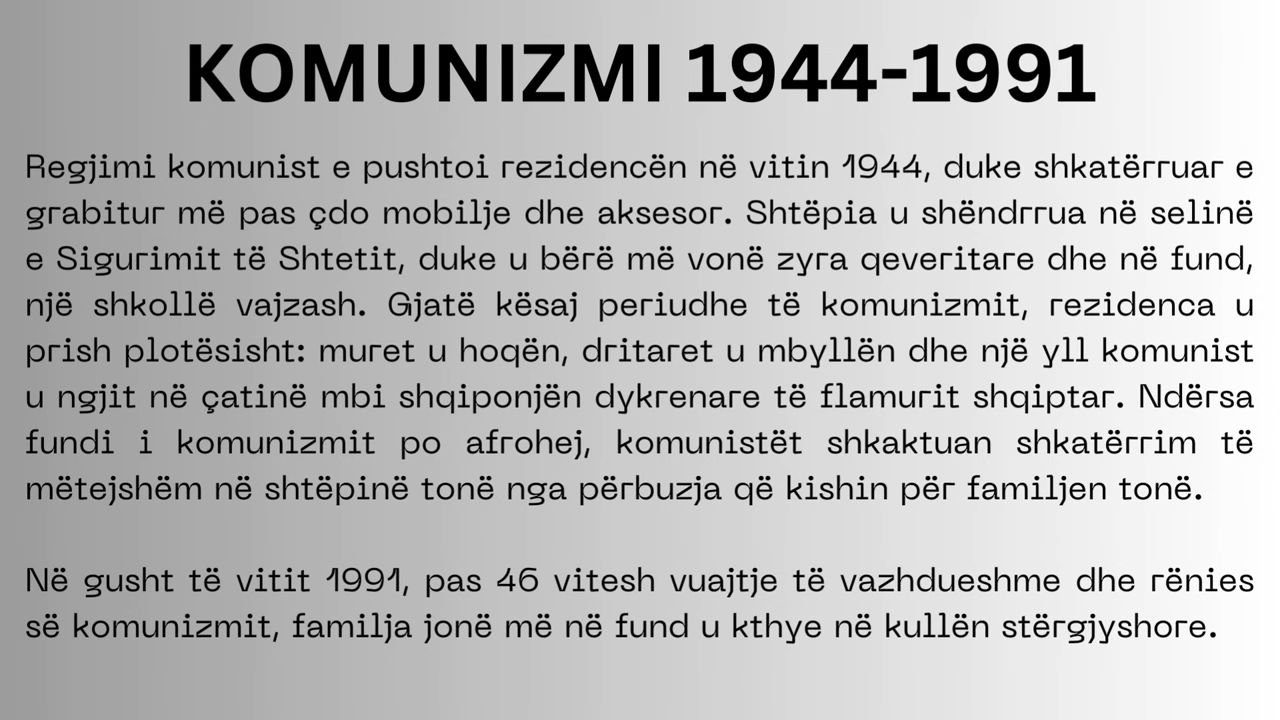 KOMUNIZMI 1944-1991
Regjimi komunist e pushtoi rezidencën në vitin 1944, duke shkatërruar e
grabitur më pas çdo mobilje dhe aksesor. Shtëpia u shëndrrua në selinë
e Sigurimit të Shtetit, duke u bërë më vonë zyra qeveritare dhe në fund,
një shkollë vajzash. Gjatë kësaj periudhe të komunizmit, rezidenca u
prish plotësisht: muret u hoqën, dritaret u mbyllën dhe një yll komunist
u ngjit në çatinë mbi shqiponjën dykrenare të flamurit shqiptar. Ndërsa
fundi i komunizmit po afrohej, komunistët shkaktuan shkatërrim të
mëtejshëm në shtëpinë tonë nga përbuzja që kishin për familjen tonë.
Në gusht të vitit 1991, pas 46 vitesh vuajtje të vazhdueshme dhe rënies
së komunizmit, familja jonë më në fund u kthye në kullën stërgjyshore.